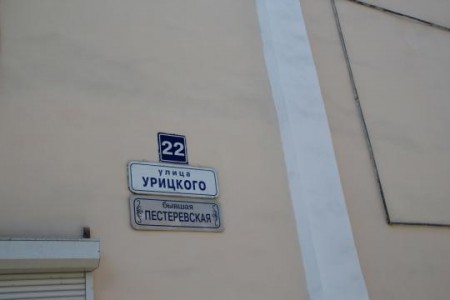 22
улица
УРИЦКОГО
бывшая
ПЕСТЕРЕВСКАЯ